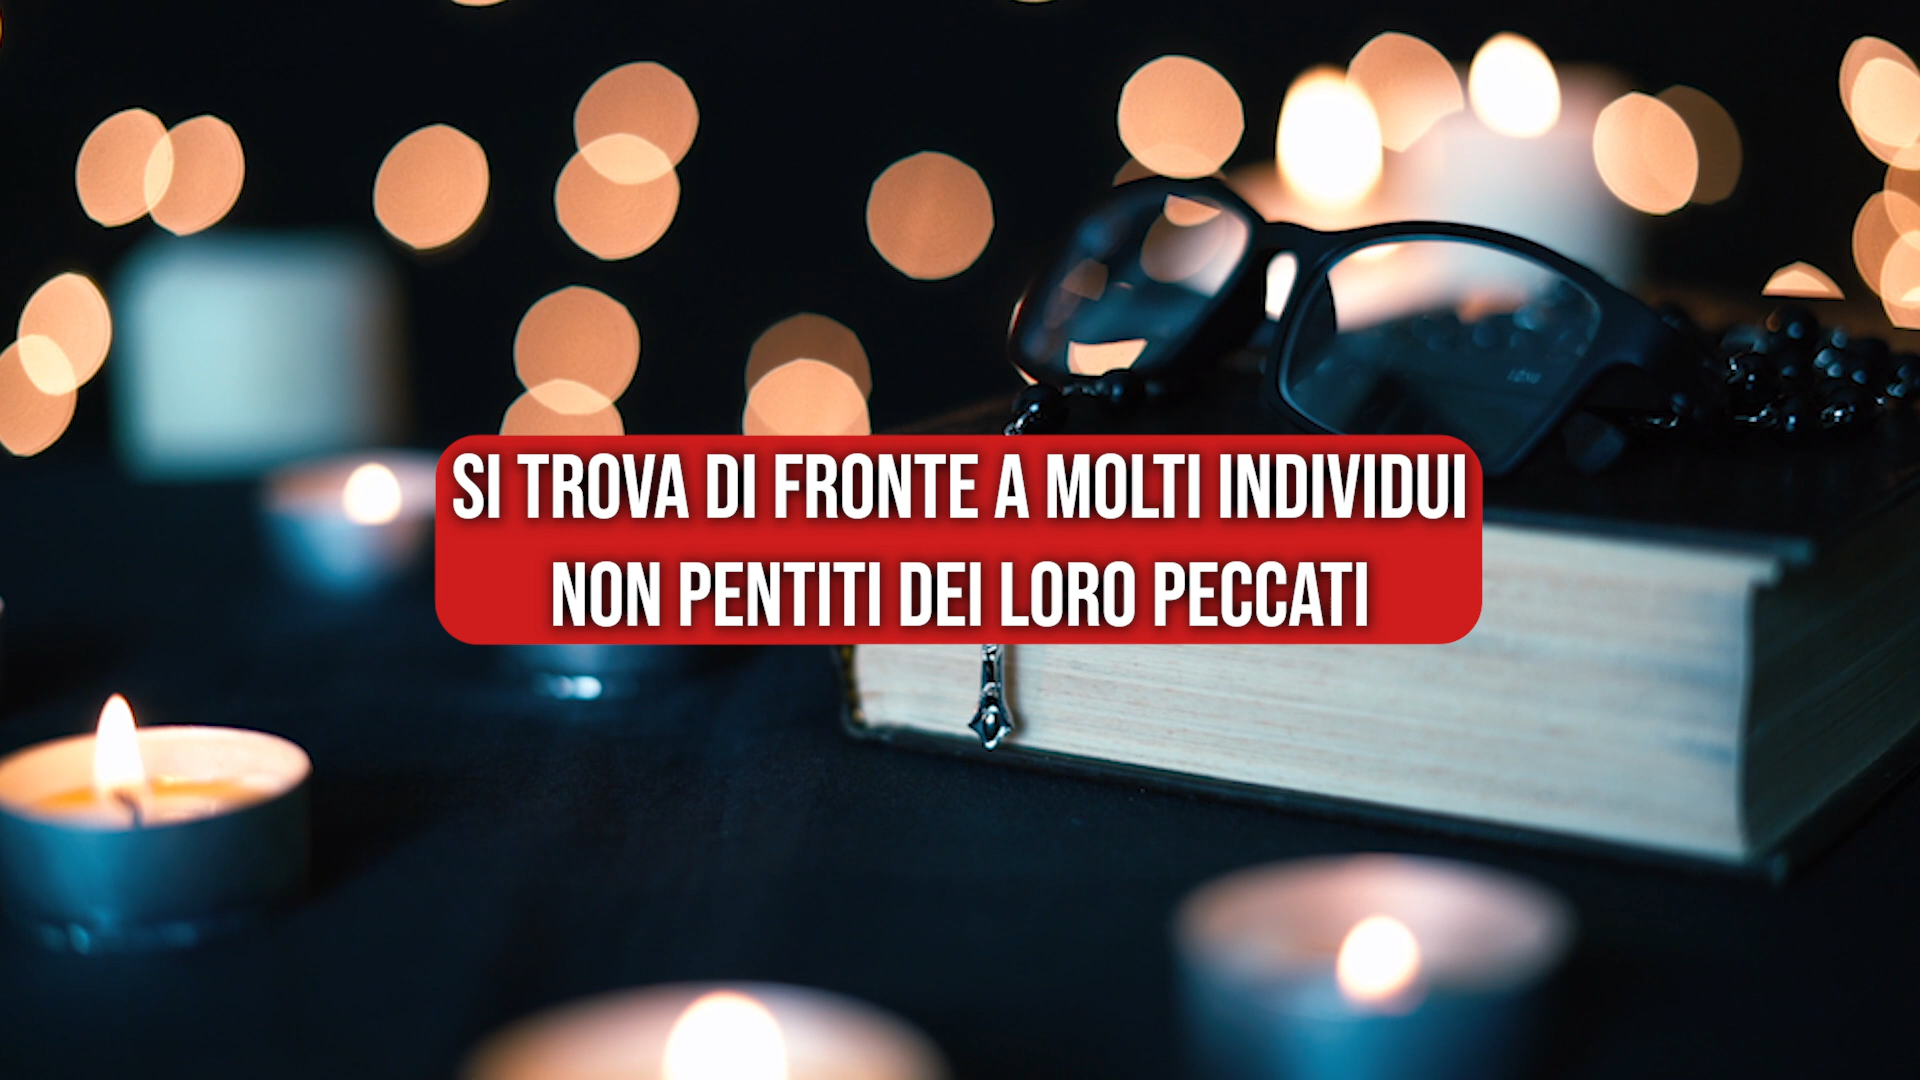 SI TROVA DI FRONTE A MOLTI INDIVIDUI
NON PENTITI DEI LORO PECCATI